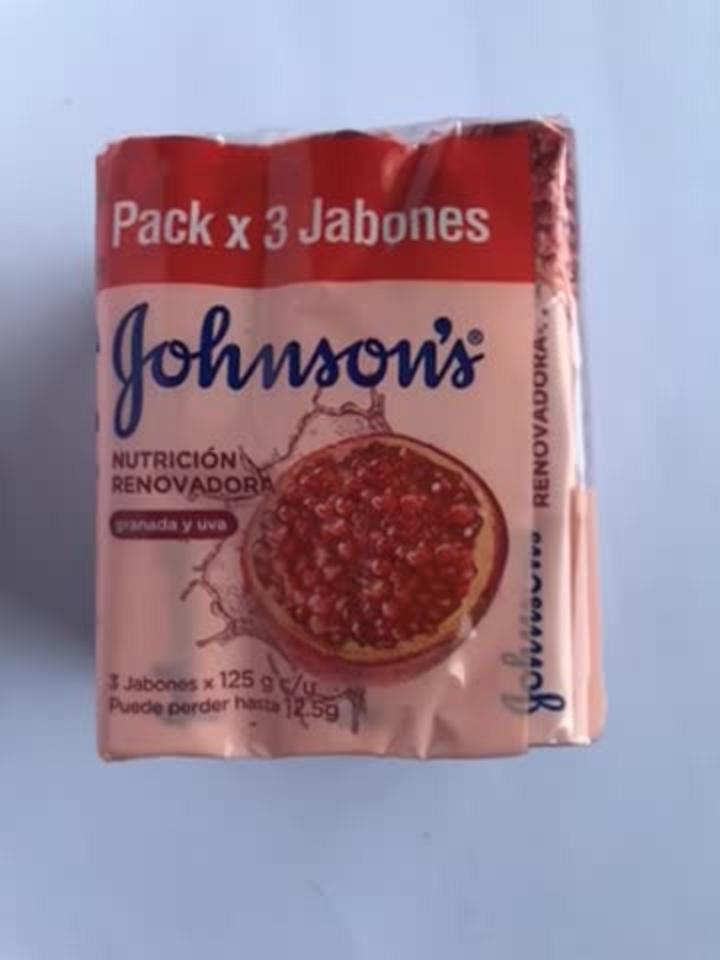 Pack x 3 Jabones
Johnson's®
NUTRICIÓN
RENOVADORA
granada y uva
3 Jabones x 125 g c/u
Puede perder hasta 12.5g
RENOVADORA
Johnson's